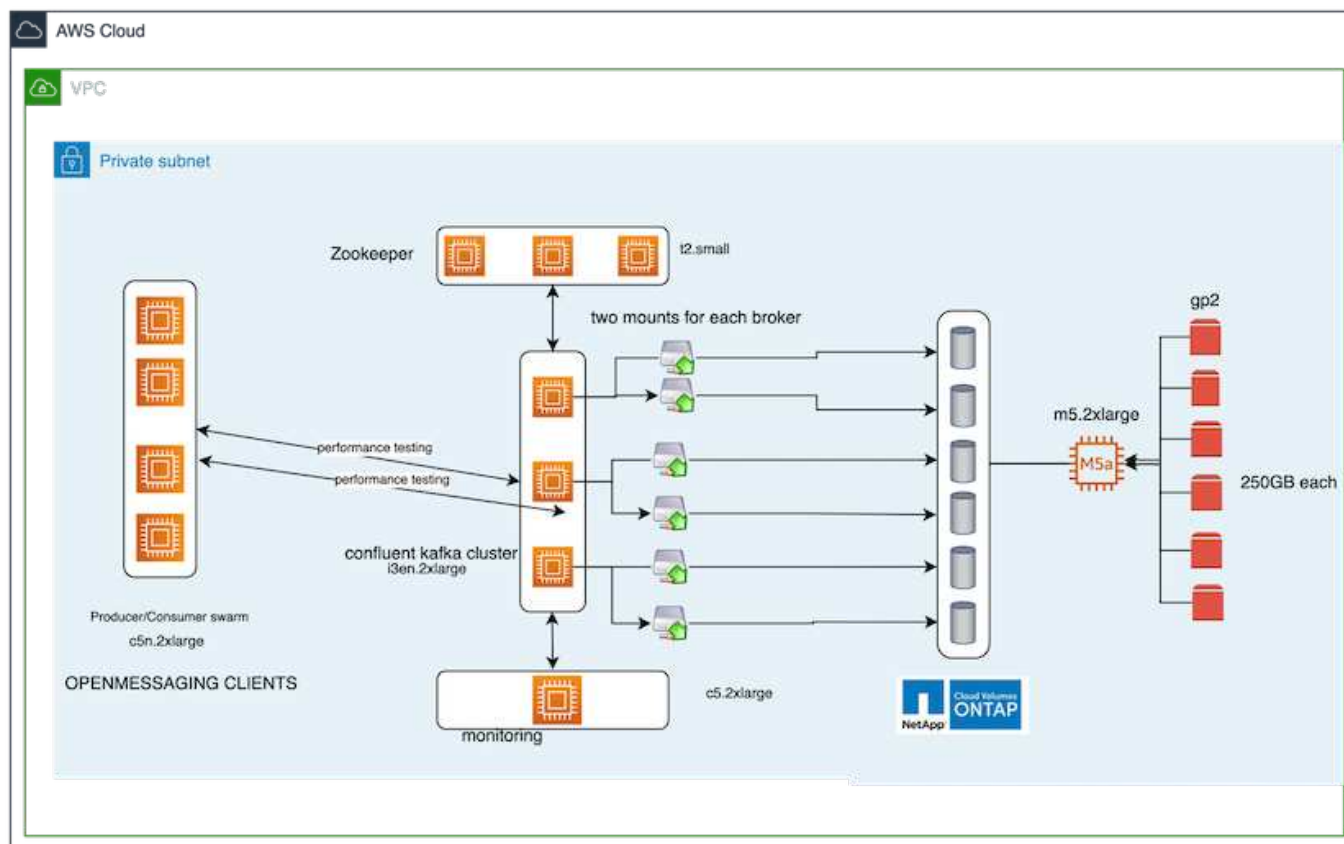 AWS Cloud
VPC
Private subnet
Zookeeper
t2.small
two mounts for each broker
gp2
m5.2xlarge
M5a
250GB each
performance testing
performance testing
confluent kafka cluster
i3en.2xlarge
Producer/Consumer swarm
c5n.2xlarge
OPENMESSAGING CLIENTS
c5.2xlarge
monitoring
NetApp
Cloud Volumes
ONTAP